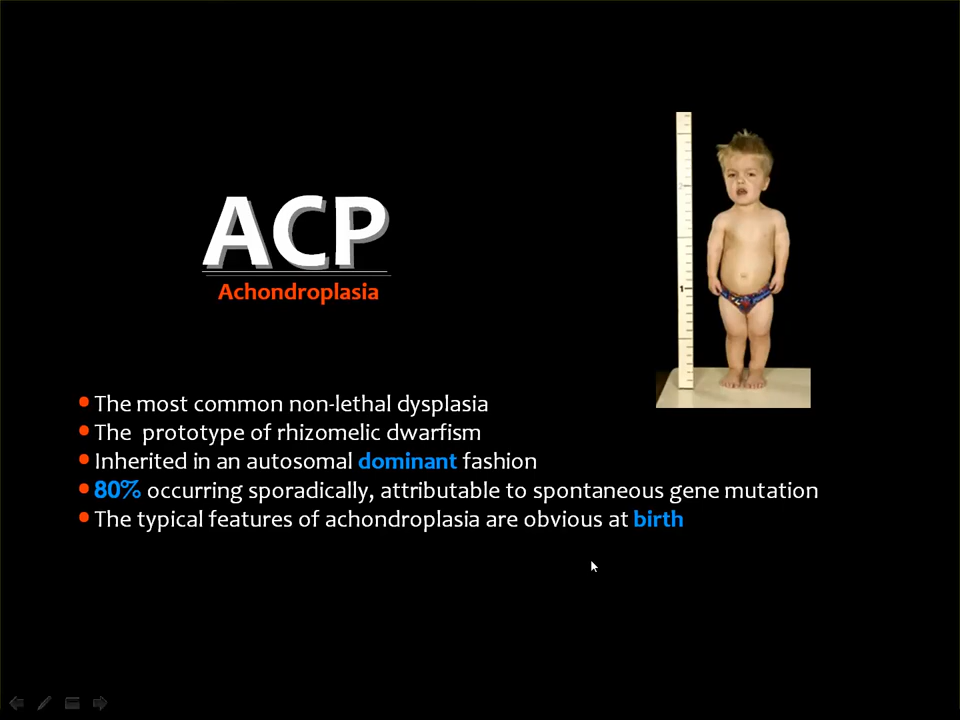 ACP
Achondroplasia
The most common non-lethal dysplasia
The prototype of rhizomelic dwarfism
Inherited in an autosomal dominant fashion
80% occurring sporadically, attributable to spontaneous gene mutation
The typical features of achondroplasia are obvious at birth